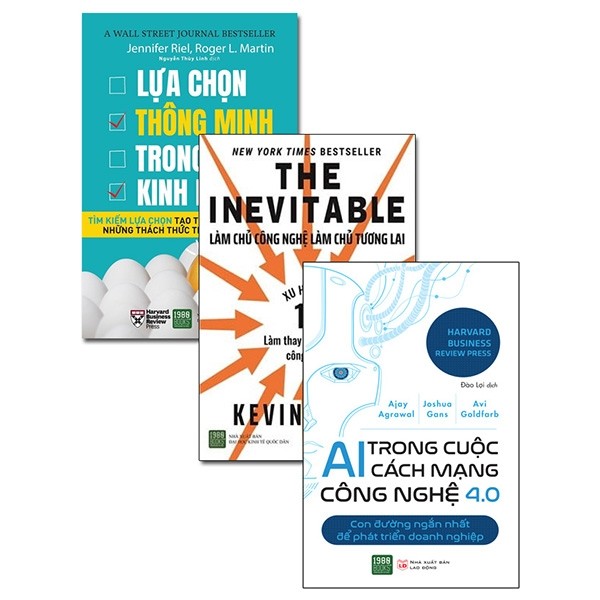 A WALL STREET JOURNAL BESTSELLER
Jennifer Riel, Roger L. Martin
Nguyễn Thùy Linh dịch
LỰA CHỌN
THÔNG MINH
TRONG
KINH
TÌM KIẾM LỰA CHỌN TẠO
NHỮNG THÁCH THỨC
Harvard
Business
Review
Press
1980
BOOKS
NEW YORK TIMES BESTSELLER
THE
INEVITABLE
LÀM CHỦ CÔNG NGHỆ LÀM CHỦ TƯƠNG LAI
XU
1
Làm thay
công
KEVIN
1980
BOOKS
NHÀ XUẤT BẢN
ĐẠI HỌC KINH TẾ QUỐC DÂN
HARVARD
BUSINESS
REVIEW PRESS
Đào Lợi dịch
Ajay Agrawal
Joshua Gans
Avi Goldfarb
AI TRONG CUỘC
CÁCH MẠNG
CÔNG NGHỆ 4.0
Con đường ngắn nhất
để phát triển doanh nghiệp
1980
BOOKS
LĐ
NHÀ XUẤT BẢN
LAO ĐỘNG